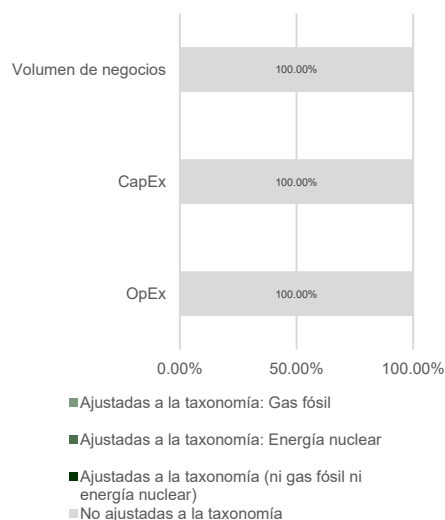 Volumen de negocios
100.00%
CapEx
100.00%
OpEx
100.00%
0.00% 50.00% 100.00%
Ajustadas a la taxonomía: Gas fósil
Ajustadas a la taxonomía: Energía nuclear
Ajustadas a la taxonomía (ni gas fósil ni
energía nuclear)
No ajustadas a la taxonomía